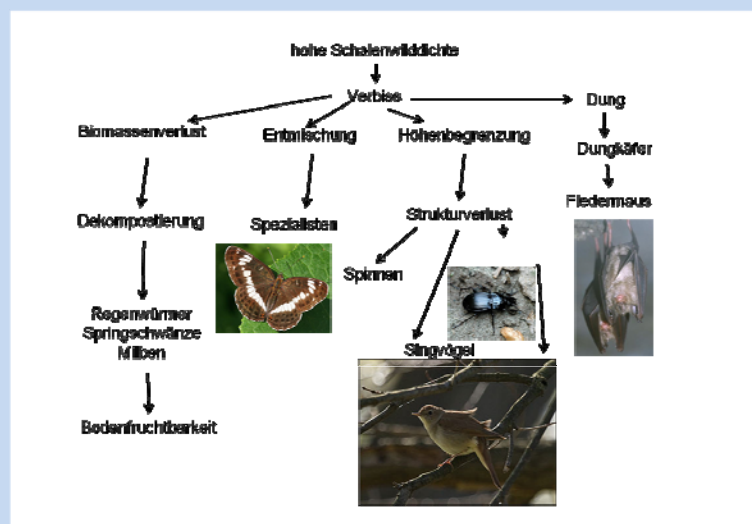 hohe Schalenwilddichte
Verbiss
Dung
Biomassenverlust
Entmischung
Höhenbegrenzung
Dungkäfer
Dekompostierung
Spezialisten
Strukturverlust
Fledermaus
Spinnen
Regenwürmer
Springschwänze
Milben
Singvögel
Bodenfruchtbarkeit